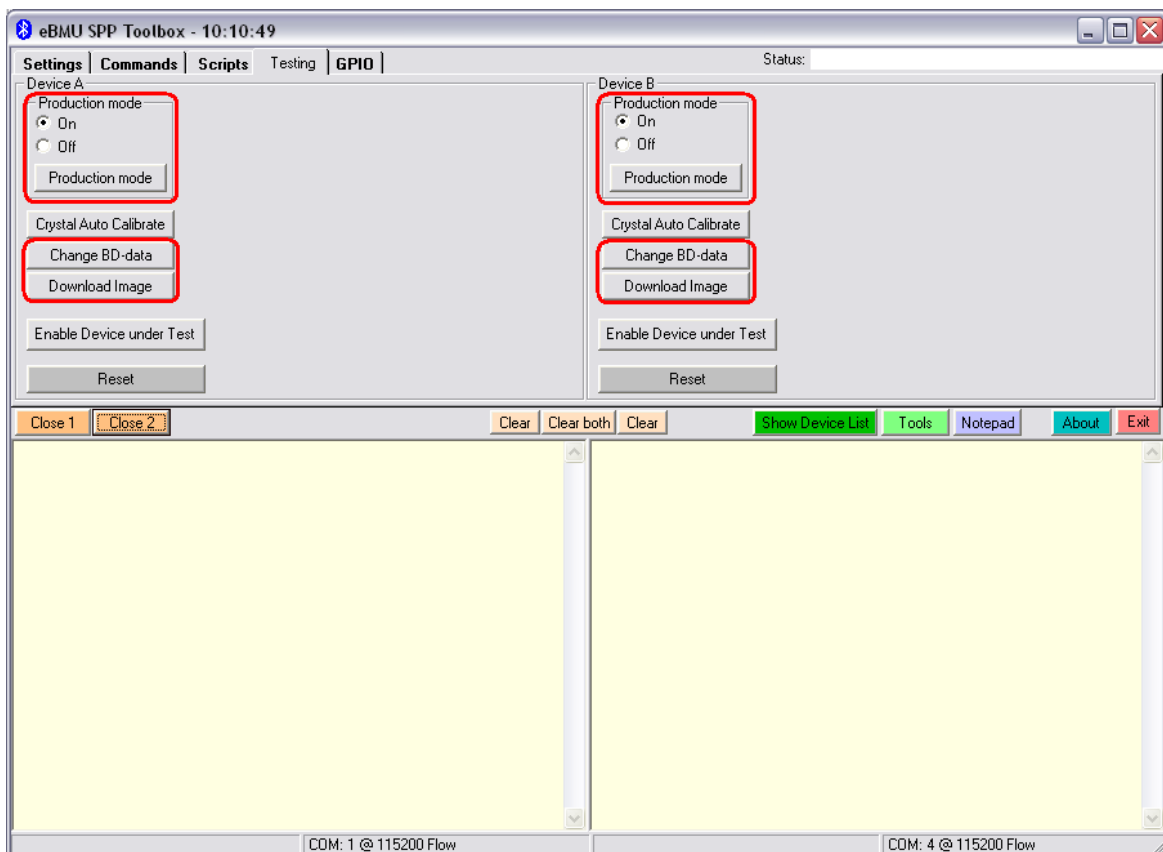 eBMU SPP Toolbox - 10:10:49
Settings Commands Scripts Testing GPIO Status:
Device A
Production mode
On
Off
Production mode
Crystal Auto Calibrate
Change BD-data
Download Image
Enable Device under Test
Reset
Device B
Production mode
On
Off
Production mode
Crystal Auto Calibrate
Change BD-data
Download Image
Enable Device under Test
Reset
Close 1 Close 2 Clear Clear both Clear Show Device List Tools Notepad About Exit
COM: 1 @ 115200 Flow COM: 4 @ 115200 Flow